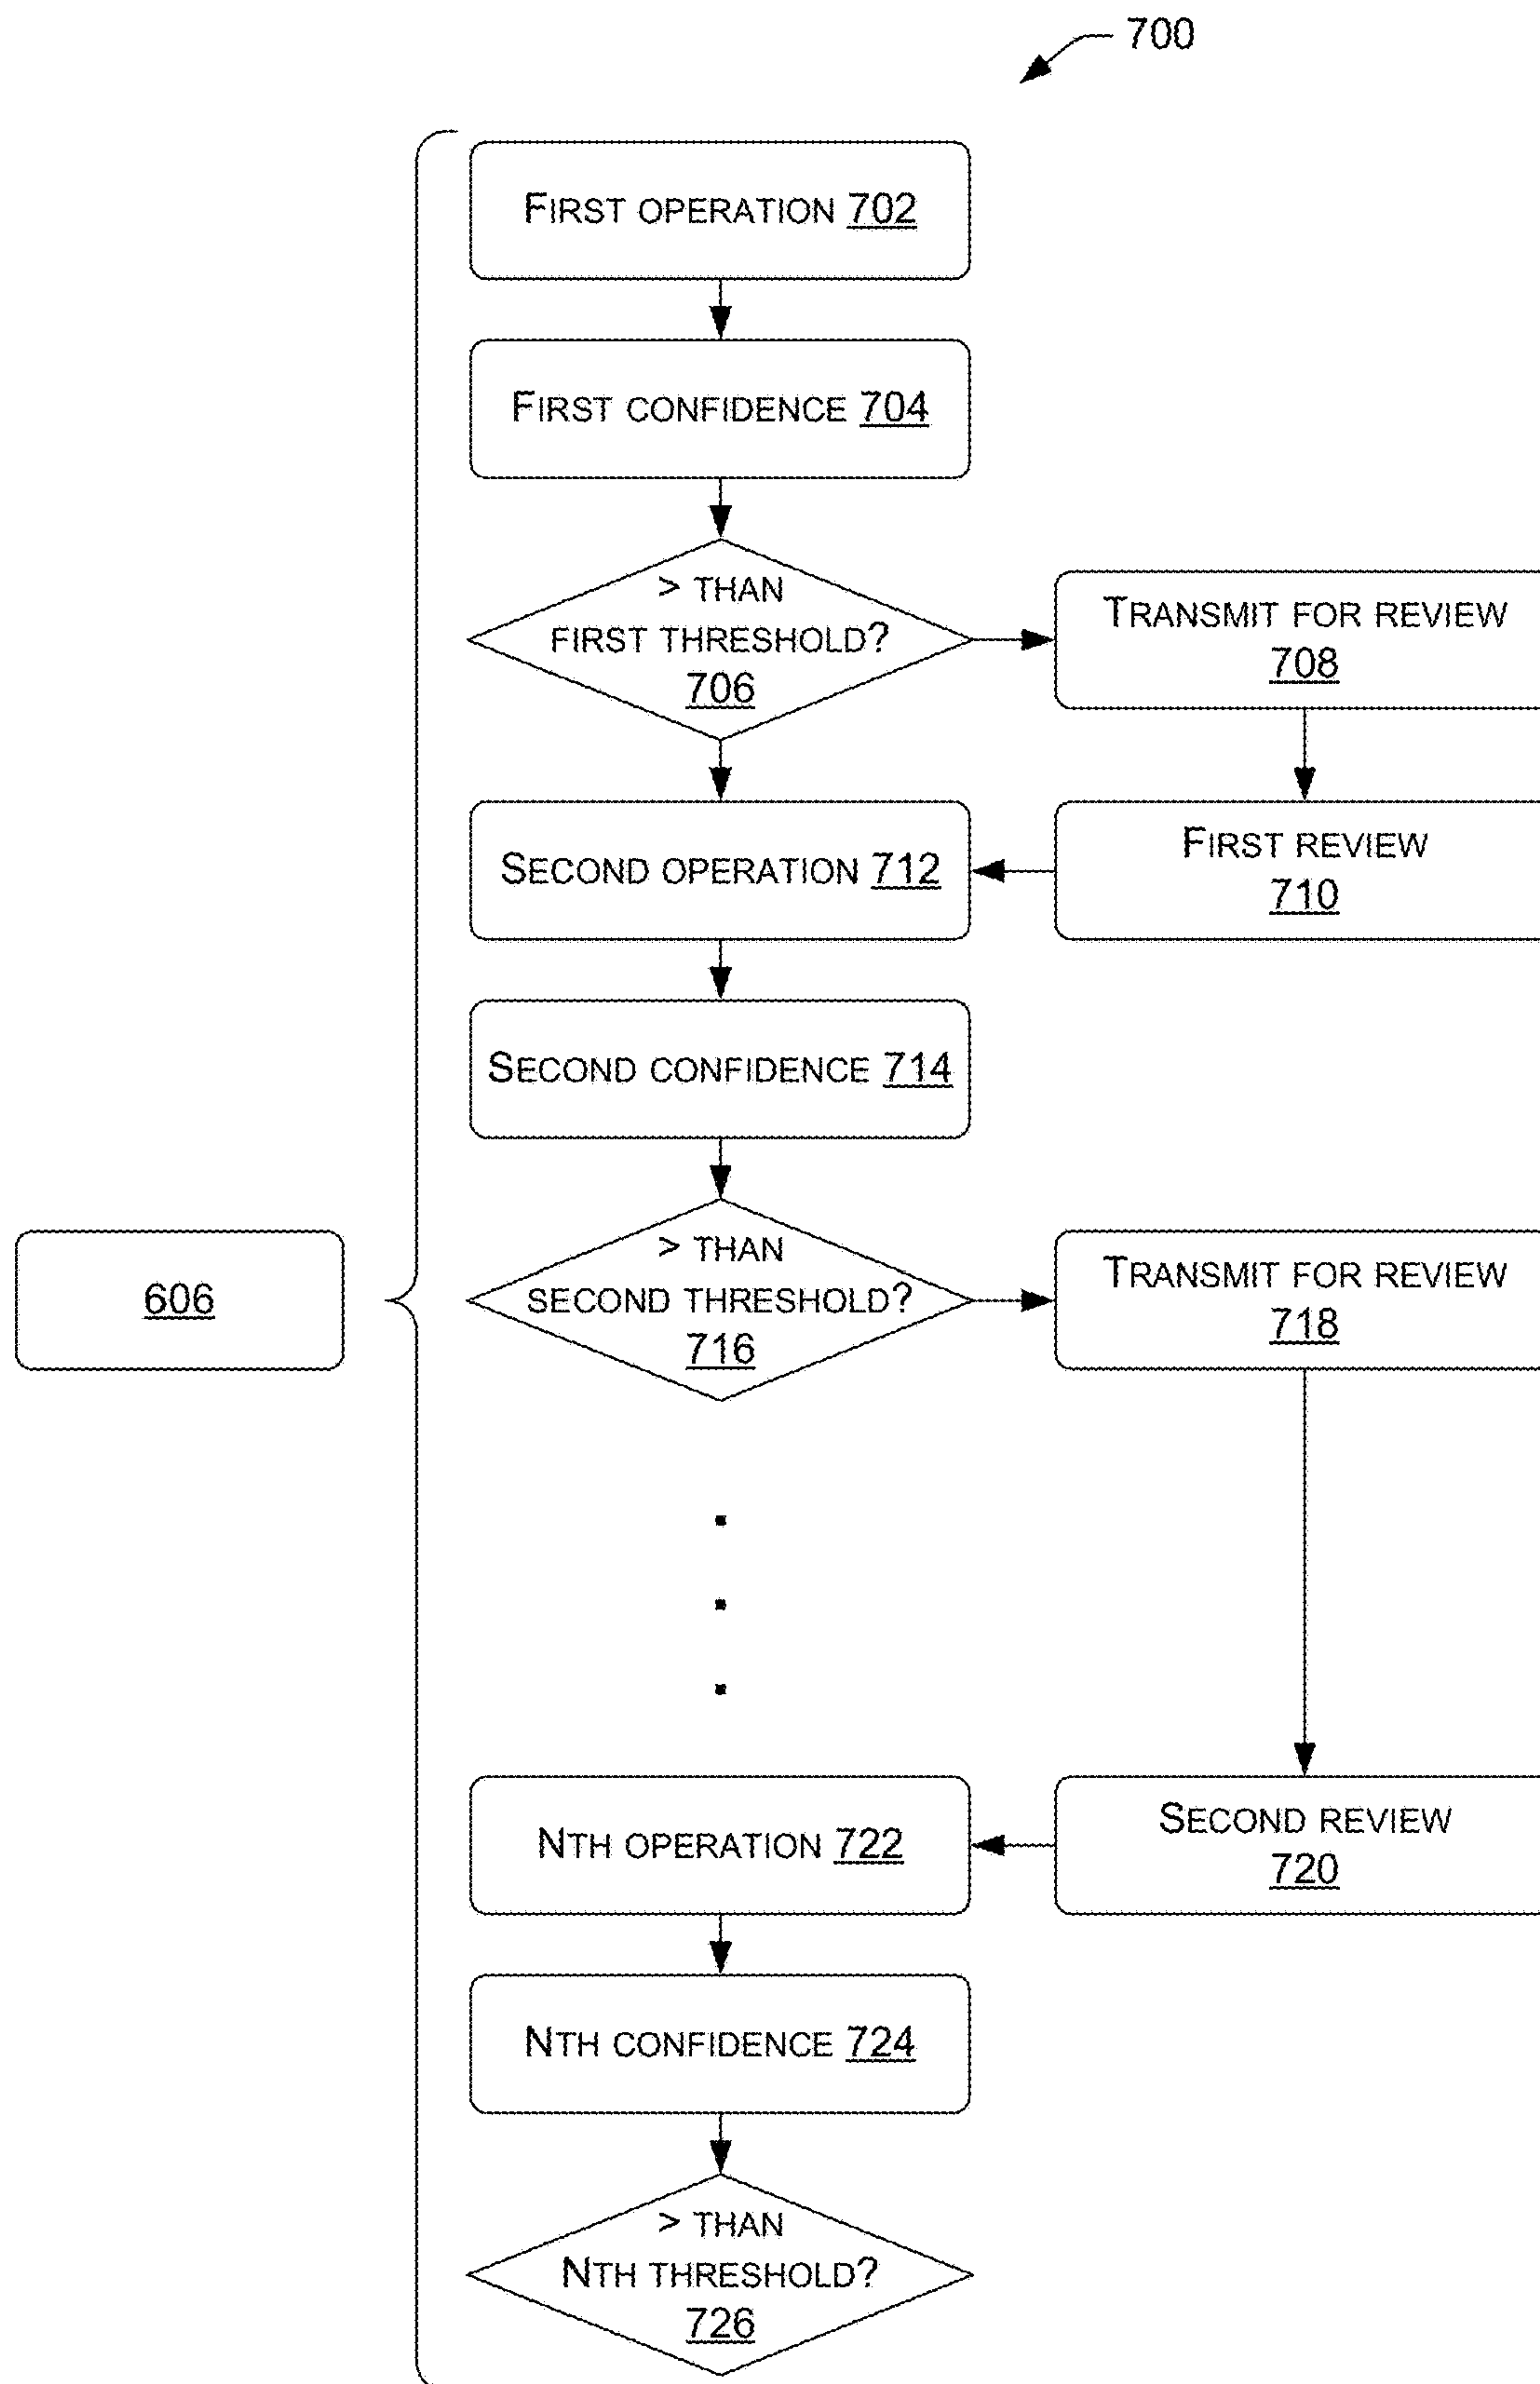 700
First operation 702
First confidence 704
> than
first threshold?
706
Transmit for review
708
First review
710
Second operation 712
Second confidence 714
606
> than
second threshold?
716
Transmit for review
718
Second review
720
Nth operation 722
Nth confidence 724
> than
Nth threshold?
726